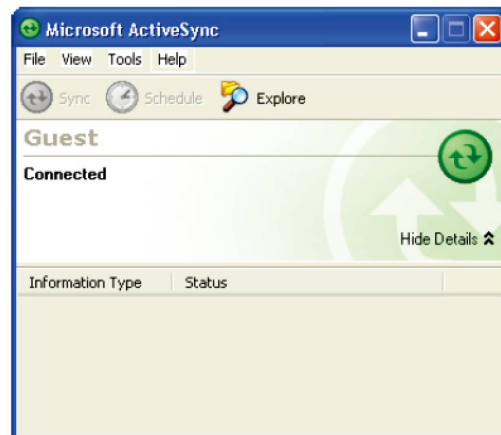 Microsoft ActiveSync
File View Tools Help
Sync Schedule Explore
Guest
Connected
Hide Details
Information Type Status